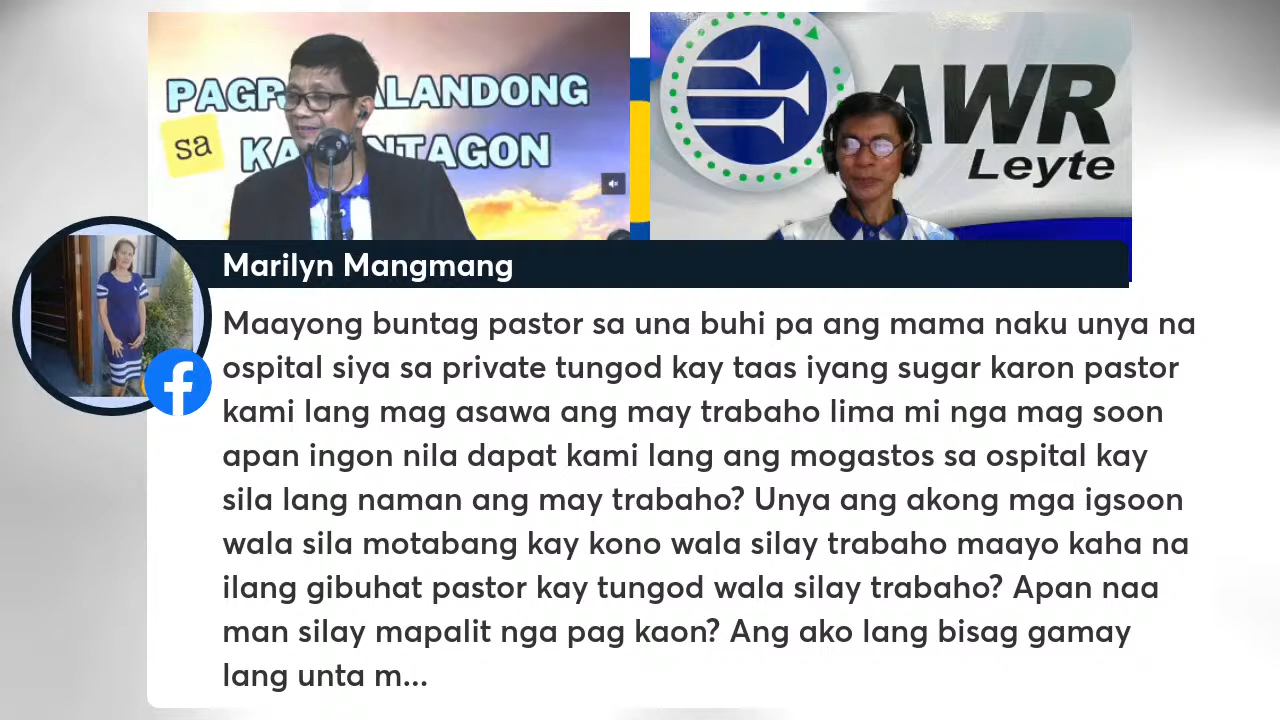 PAGP ALANDONG
sa
KA NTAGON
AWR
Leyte
Marilyn Mangmang
Maayong buntag pastor sa una buhi pa ang mama naku unya na
ospital siya sa private tungod kay taas iyang sugar karon pastor
kami lang mag asawa ang may trabaho lima mi nga mag soon
apan ingon nila dapat kami lang ang mogastos sa ospital kay
sila lang naman ang may trabaho? Unya ang akong mga igsoon
wala sila motabang kay kono wala silay trabaho maayo kaha na
ilang gibuhat pastor kay tungod wala silay trabaho? Apan naa
man silay mapalit nga pag kaon? Ang ako lang bisag gamay
lang unta m...